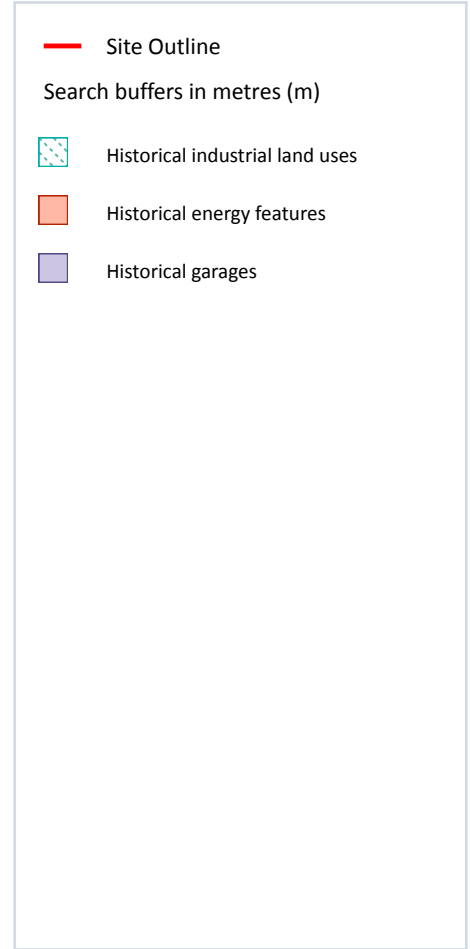 Site Outline
Search buffers in metres (m)
Historical industrial land uses
Historical energy features
Historical garages